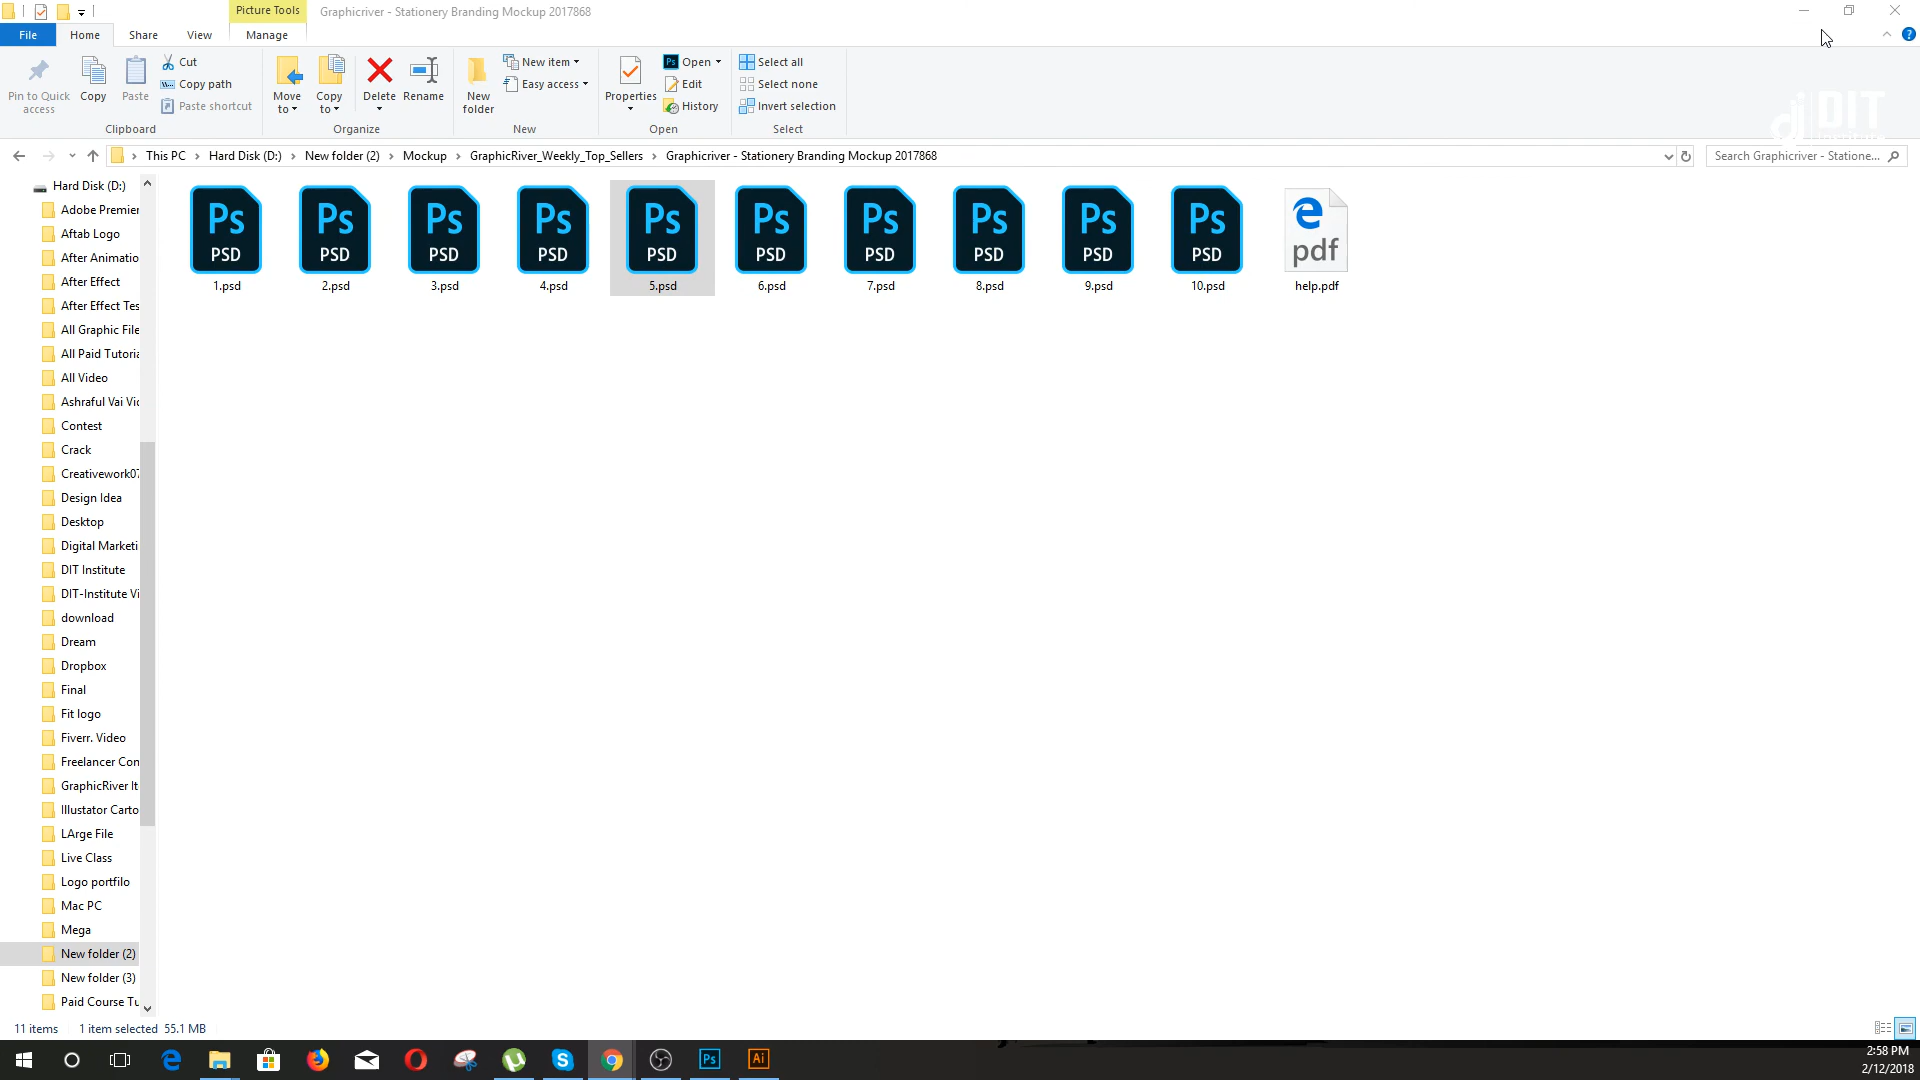 Picture Tools
Graphicriver - Stationery Branding Mockup 2017868
File
Home
Share
View
Manage
Pin to Quick access
Copy
Paste
Cut
Copy path
Paste shortcut
Clipboard
Move to
Copy to
Delete
Rename
Organize
New folder
New item
Easy access
New
Properties
Ps Open
Edit
History
Open
Select all
Select none
Invert selection
Select
DIT
This PC > Hard Disk (D:) > New folder (2) > Mockup > GraphicRiver_Weekly_Top_Sellers > Graphicriver - Stationery Branding Mockup 2017868
Search Graphicriver - Statione...
Hard Disk (D:)
Adobe Premier
Aftab Logo
After Animatio
After Effect
After Effect Tes
All Graphic File
All Paid Tutoria
All Video
Ashraful Vai Vic
Contest
Crack
Creativework07
Design Idea
Desktop
Digital Marketi
DIT Institute
DIT-Institute Vi
download
Dream
Dropbox
Final
Fit logo
Fiverr. Video
Freelancer Con
GraphicRiver It
Illustator Carto
LArge File
Live Class
Logo portfilo
Mac PC
Mega
New folder (2)
New folder (3)
Paid Course Tu
Ps PSD
1.psd
Ps PSD
2.psd
Ps PSD
3.psd
Ps PSD
4.psd
Ps PSD
5.psd
Ps PSD
6.psd
Ps PSD
7.psd
Ps PSD
8.psd
Ps PSD
9.psd
Ps PSD
10.psd
pdf
help.pdf
11 items
1 item selected 55.1 MB
Ps
Ai
2:58 PM
2/12/2018